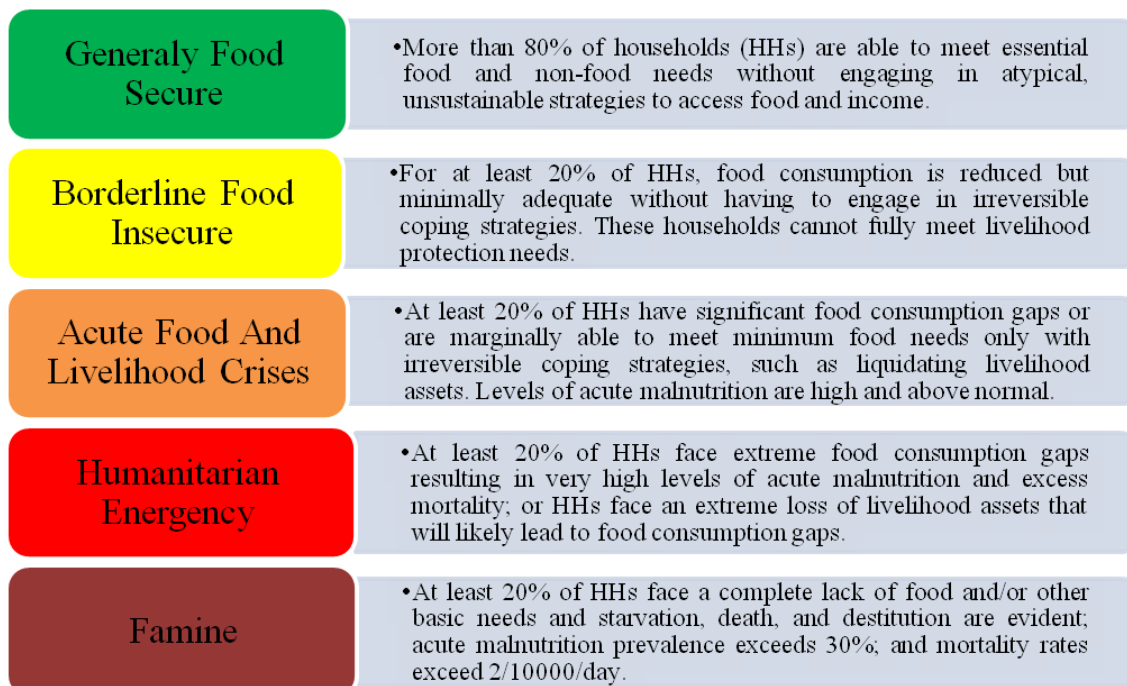 Generaly Food
Secure
•More than 80% of households (HHs) are able to meet essential
food and non-food needs without engaging in atypical,
unsustainable strategies to access food and income.
Borderline Food
Insecure
•For at least 20% of HHs, food consumption is reduced but
minimally adequate without having to engage in irreversible
coping strategies. These households cannot fully meet livelihood
protection needs.
Acute Food And
Livelihood Crises
•At least 20% of HHs have significant food consumption gaps or
are marginally able to meet minimum food needs only with
irreversible coping strategies, such as liquidating livelihood
assets. Levels of acute malnutrition are high and above normal.
Humanitarian
Energency
•At least 20% of HHs face extreme food consumption gaps
resulting in very high levels of acute malnutrition and excess
mortality; or HHs face an extreme loss of livelihood assets that
will likely lead to food consumption gaps.
Famine
•At least 20% of HHs face a complete lack of food and/or other
basic needs and starvation, death, and destitution are evident;
acute malnutrition prevalence exceeds 30%; and mortality rates
exceed 2/10000/day.